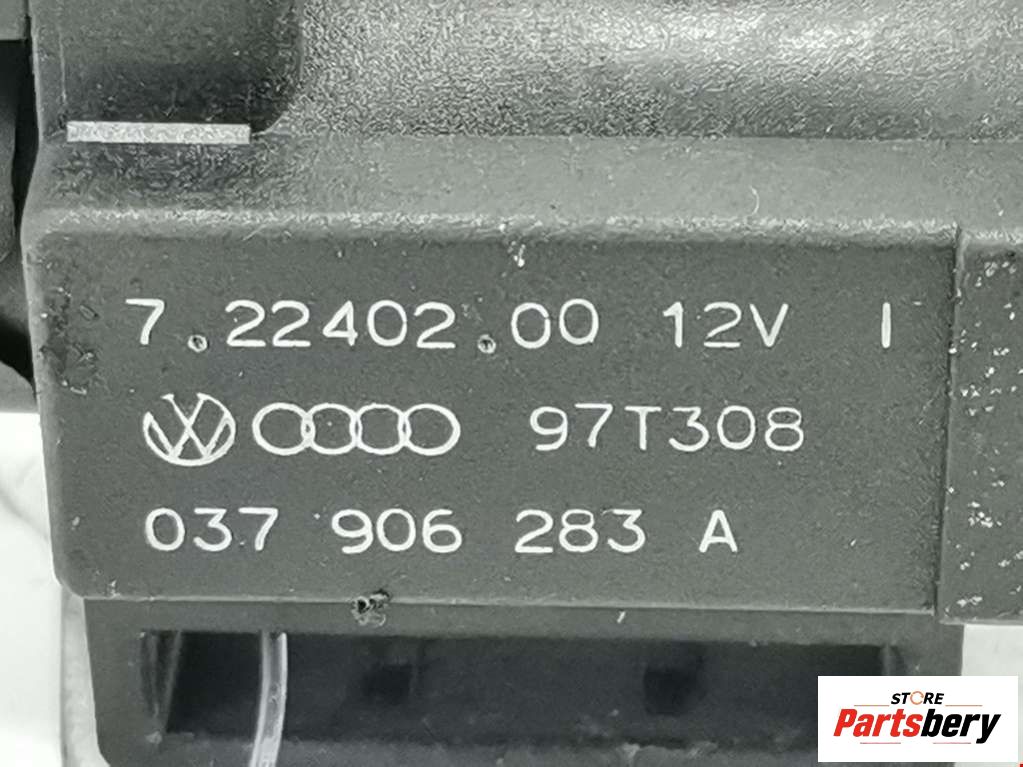 7.22402.00 12V I
97T308
037 906 283 A
STORE
Partsbery